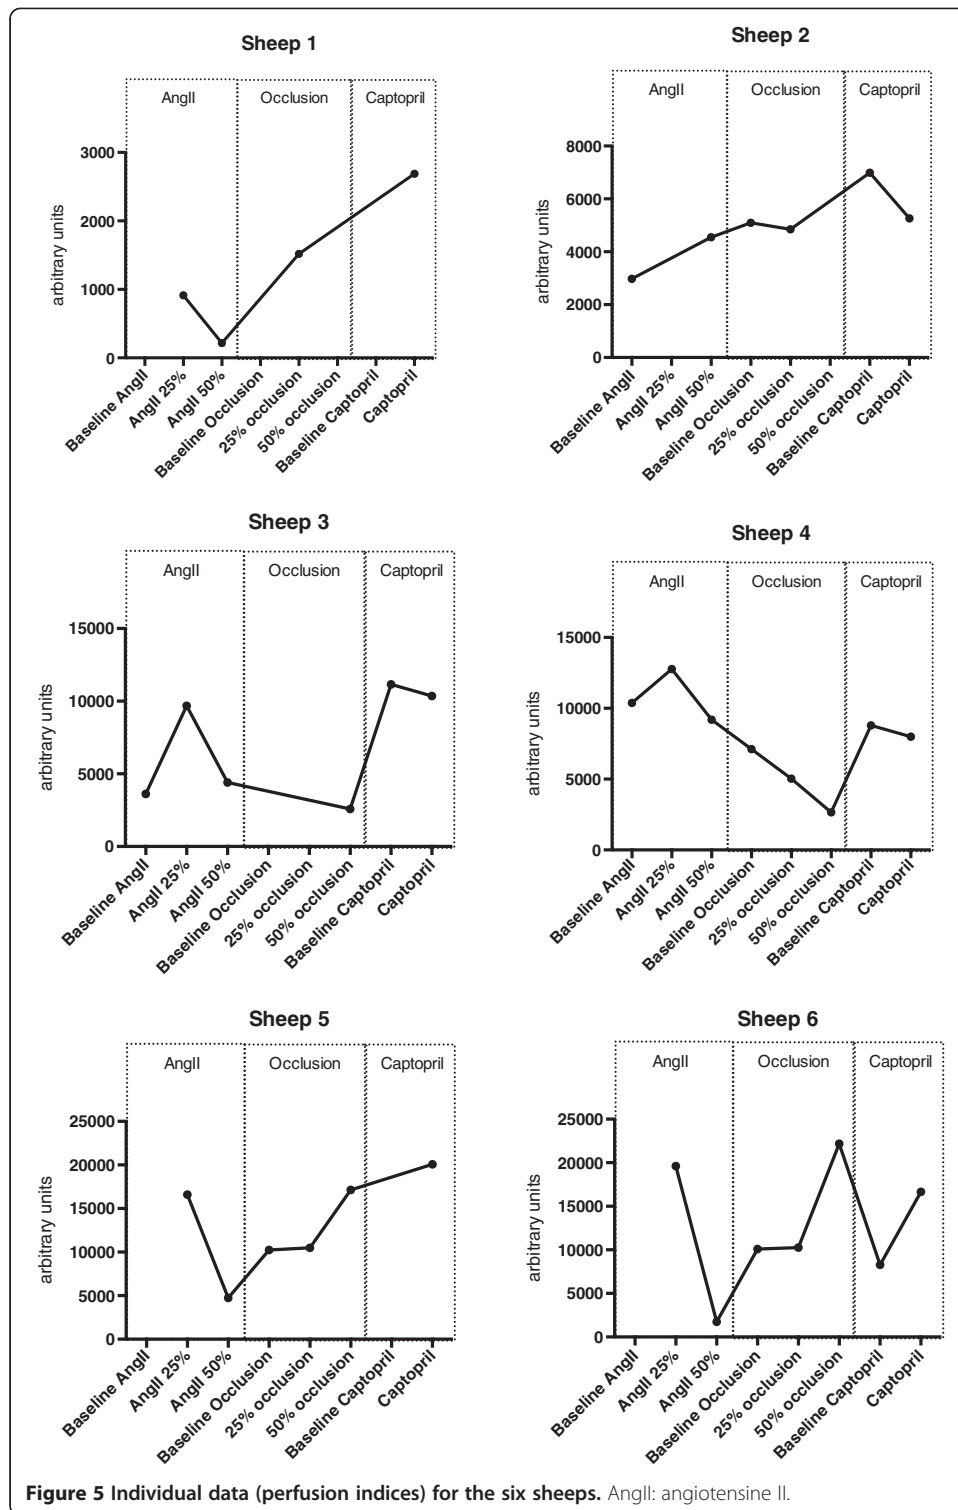 Sheep 1
AngII Occlusion Captopril
3000
2000
1000
0
arbitrary units
Baseline AngII
AngII 25%
AngII 50%
Baseline Occlusion
25% occlusion
50% occlusion
Baseline Captopril
Captopril
Sheep 2
AngII Occlusion Captopril
8000
6000
4000
2000
0
arbitrary units
Baseline AngII
AngII 25%
AngII 50%
Baseline Occlusion
25% occlusion
50% occlusion
Baseline Captopril
Captopril
Sheep 3
AngII Occlusion Captopril
15000
10000
5000
0
arbitrary units
Baseline AngII
AngII 25%
AngII 50%
Baseline Occlusion
25% occlusion
50% occlusion
Baseline Captopril
Captopril
Sheep 4
AngII Occlusion Captopril
15000
10000
5000
0
arbitrary units
Baseline AngII
AngII 25%
AngII 50%
Baseline Occlusion
25% occlusion
50% occlusion
Baseline Captopril
Captopril
Sheep 5
AngII Occlusion Captopril
25000
20000
15000
10000
5000
0
arbitrary units
Baseline AngII
AngII 25%
AngII 50%
Baseline Occlusion
25% occlusion
50% occlusion
Baseline Captopril
Captopril
Sheep 6
AngII Occlusion Captopril
25000
20000
15000
10000
5000
0
arbitrary units
Baseline AngII
AngII 25%
AngII 50%
Baseline Occlusion
25% occlusion
50% occlusion
Baseline Captopril
Captopril
Figure 5 Individual data (perfusion indices) for the six sheeps. AngII: angiotensine II.